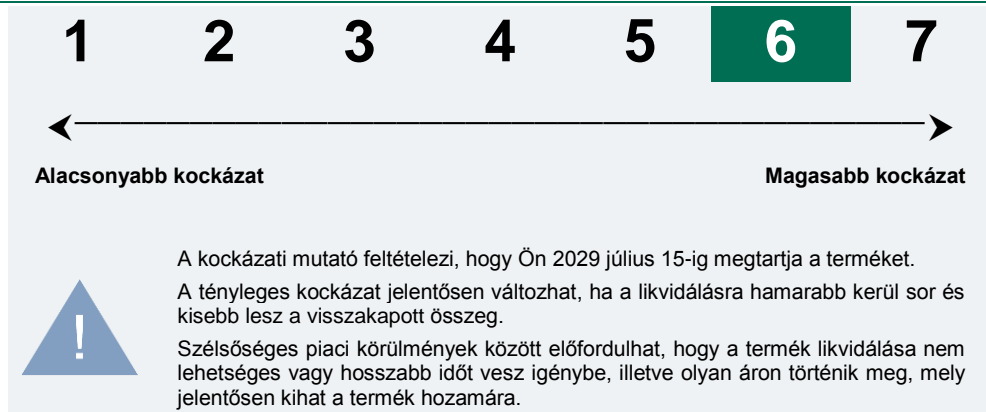 1 2 3 4 5 6 7
Alacsonyabb kockázat Magasabb kockázat
A kockázati mutató feltételezi, hogy Ön 2029 július 15-ig megtartja a terméket.
A tényleges kockázat jelentősen változhat, ha a likvidálásra hamarabb kerül sor és
kisebb lesz a visszakapott összeg.
!
Szélsőséges piaci körülmények között előfordulhat, hogy a termék likvidálása nem
lehetséges vagy hosszabb időt vesz igénybe, illetve olyan áron történik meg, mely
jelentősen kihat a termék hozamára.